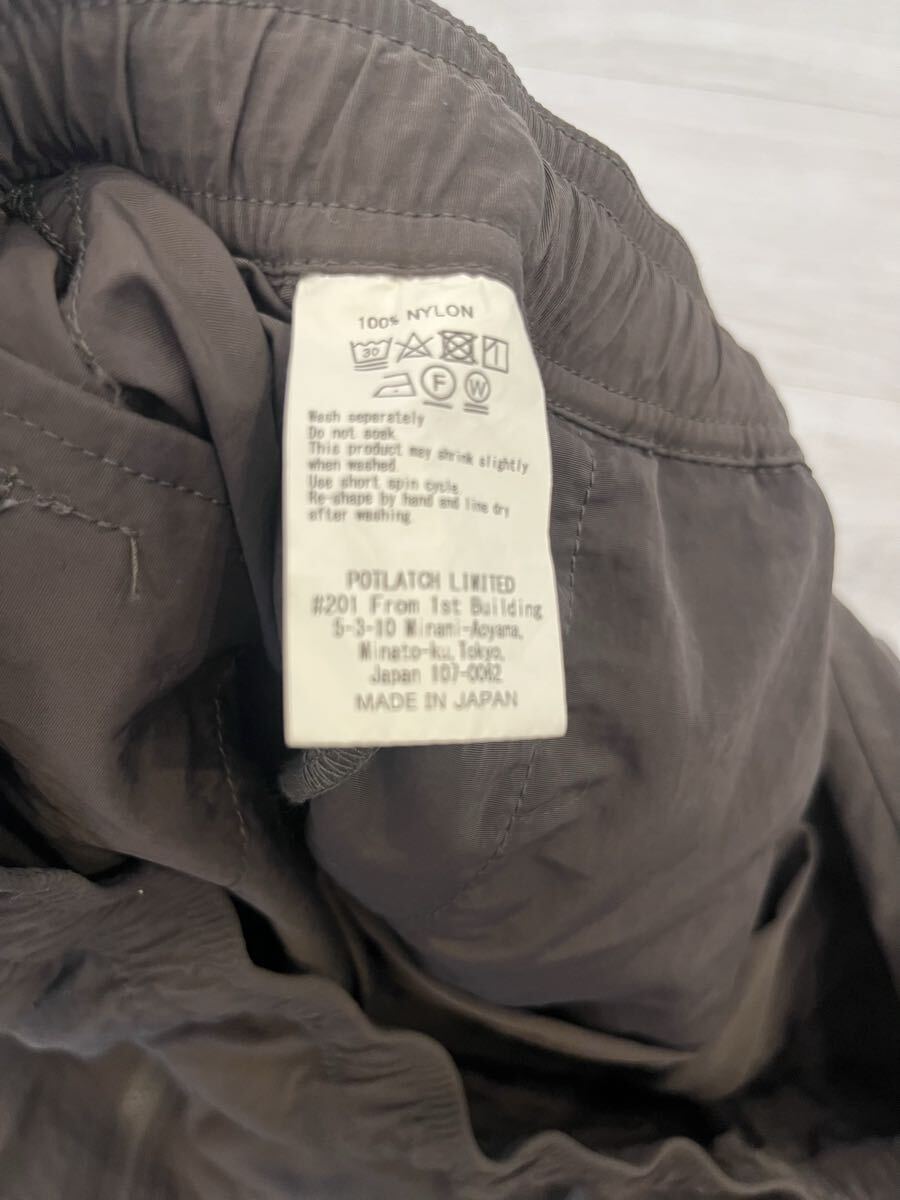 100% NYLON
30
F W
Wash seperately
Do not soak
This product may shrink slightly
when washed
Use short spin cycle
Re-shape by hand and line dry
after washing
POTLATCH LIMITED
#201 From 1st Building
5-3-10 Minami-Aoyama,
Minato-ku, Tokyo,
Japan 107-0062
MADE IN JAPAN